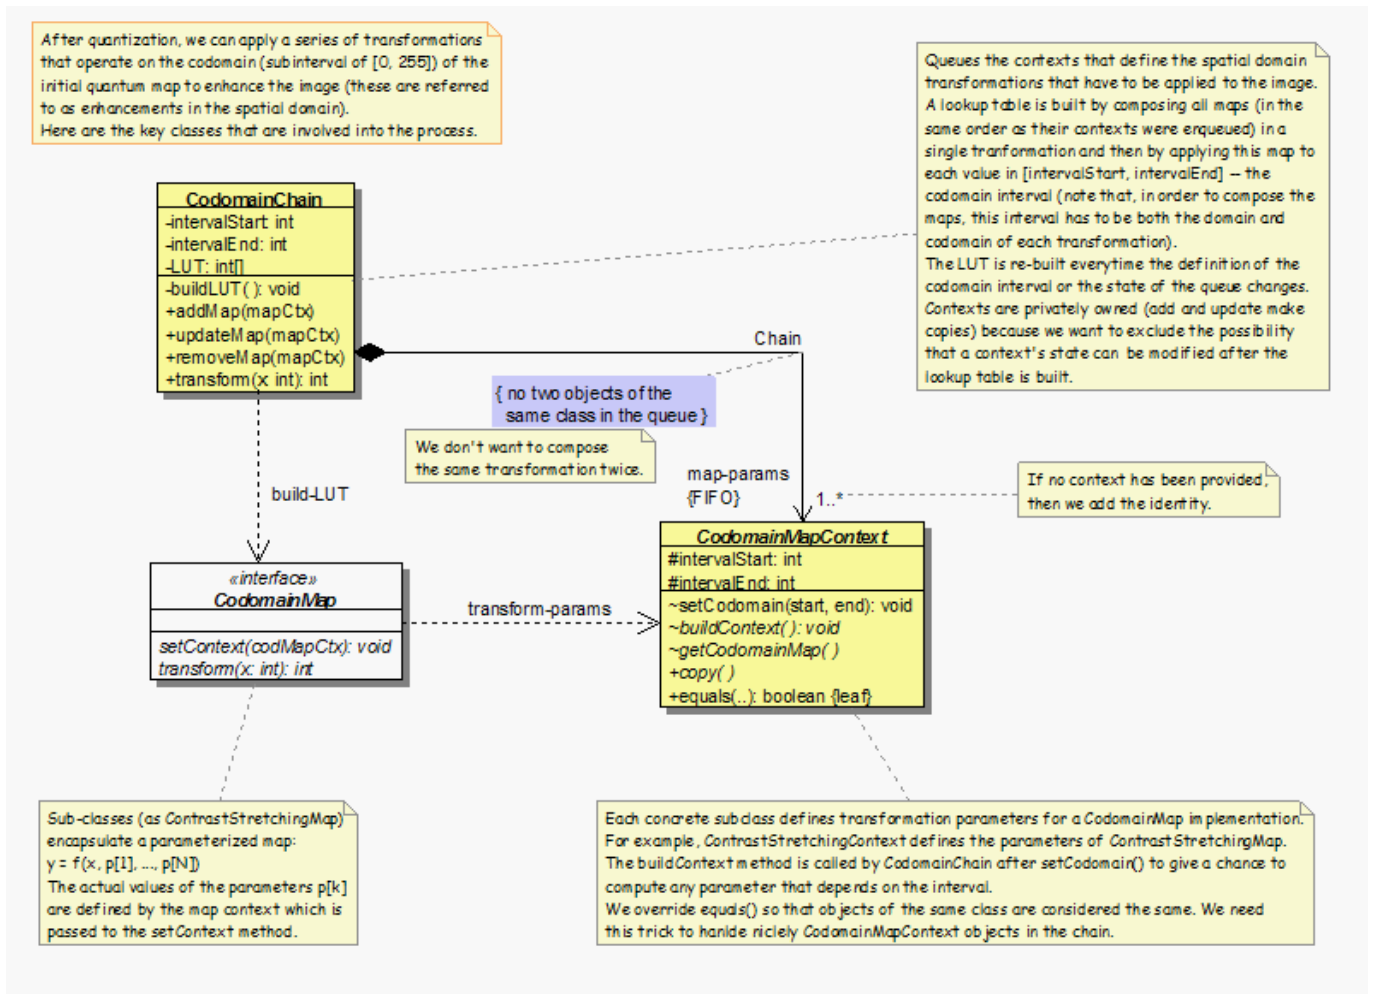 After quantization, we can apply a series of transformations
that operate on the codomain (subinterval of [0, 255]) of the
initial quantum map to enhance the image (these are referred
to as enhancements in the spatial domain).
Here are the key classes that are involved into the process.
Queues the contexts that define the spatial domain
transformations that have to be applied to the image.
A lookup table is built by composing all maps (in the
same order as their contexts were enqueued) in a
single tranformation and then by applying this map to
each value in [intervalStart, intervalEnd] -- the
codomain interval (note that, in order to compose the
maps, this interval has to be both the domain and
codomain of each transformation).
The LUT is re-built everytime the definition of the
codomain interval or the state of the queue changes.
Contexts are privately owned (add and update make
copies) because we want to exclude the possibility
that a context's state can be modified after the
lookup table is built.
CodomainChain
-intervalStart: int
-intervalEnd: int
-LUT: int[]
-buildLUT( ): void
+addMap(mapCtx)
+updateMap(mapCtx)
+removeMap(mapCtx)
+transform(x: int): int
Chain
{ no two objects of the
same class in the queue }
We don't want to compose
the same transformation twice.
map-params
{FIFO}
1..*
If no context has been provided,
then we add the identity.
build-LUT
«interface»
CodomainMap
setContext(codMapCtx): void
transform(x: int): int
transform-params
CodomainMapContext
#intervalStart: int
#intervalEnd: int
~setCodomain(start, end): void
~buildContext( ): void
~getCodomainMap( )
+copy( )
+equals(..): boolean {leaf}
Sub-classes (as ContrastStretchingMap)
encapsulate a parameterized map:
y = f(x, p[1], ..., p[N])
The actual values of the parameters p[k]
are defined by the map context which is
passed to the setContext method.
Each concrete subclass defines transformation parameters for a CodomainMap implementation.
For example, ContrastStretchingContext defines the parameters of ContrastStretchingMap.
The buildContext method is called by CodomainChain after setCodomain() to give a chance to
compute any parameter that depends on the interval.
We override equals() so that objects of the same class are considered the same. We need
this trick to hanlde niclely CodomainMapContext objects in the chain.